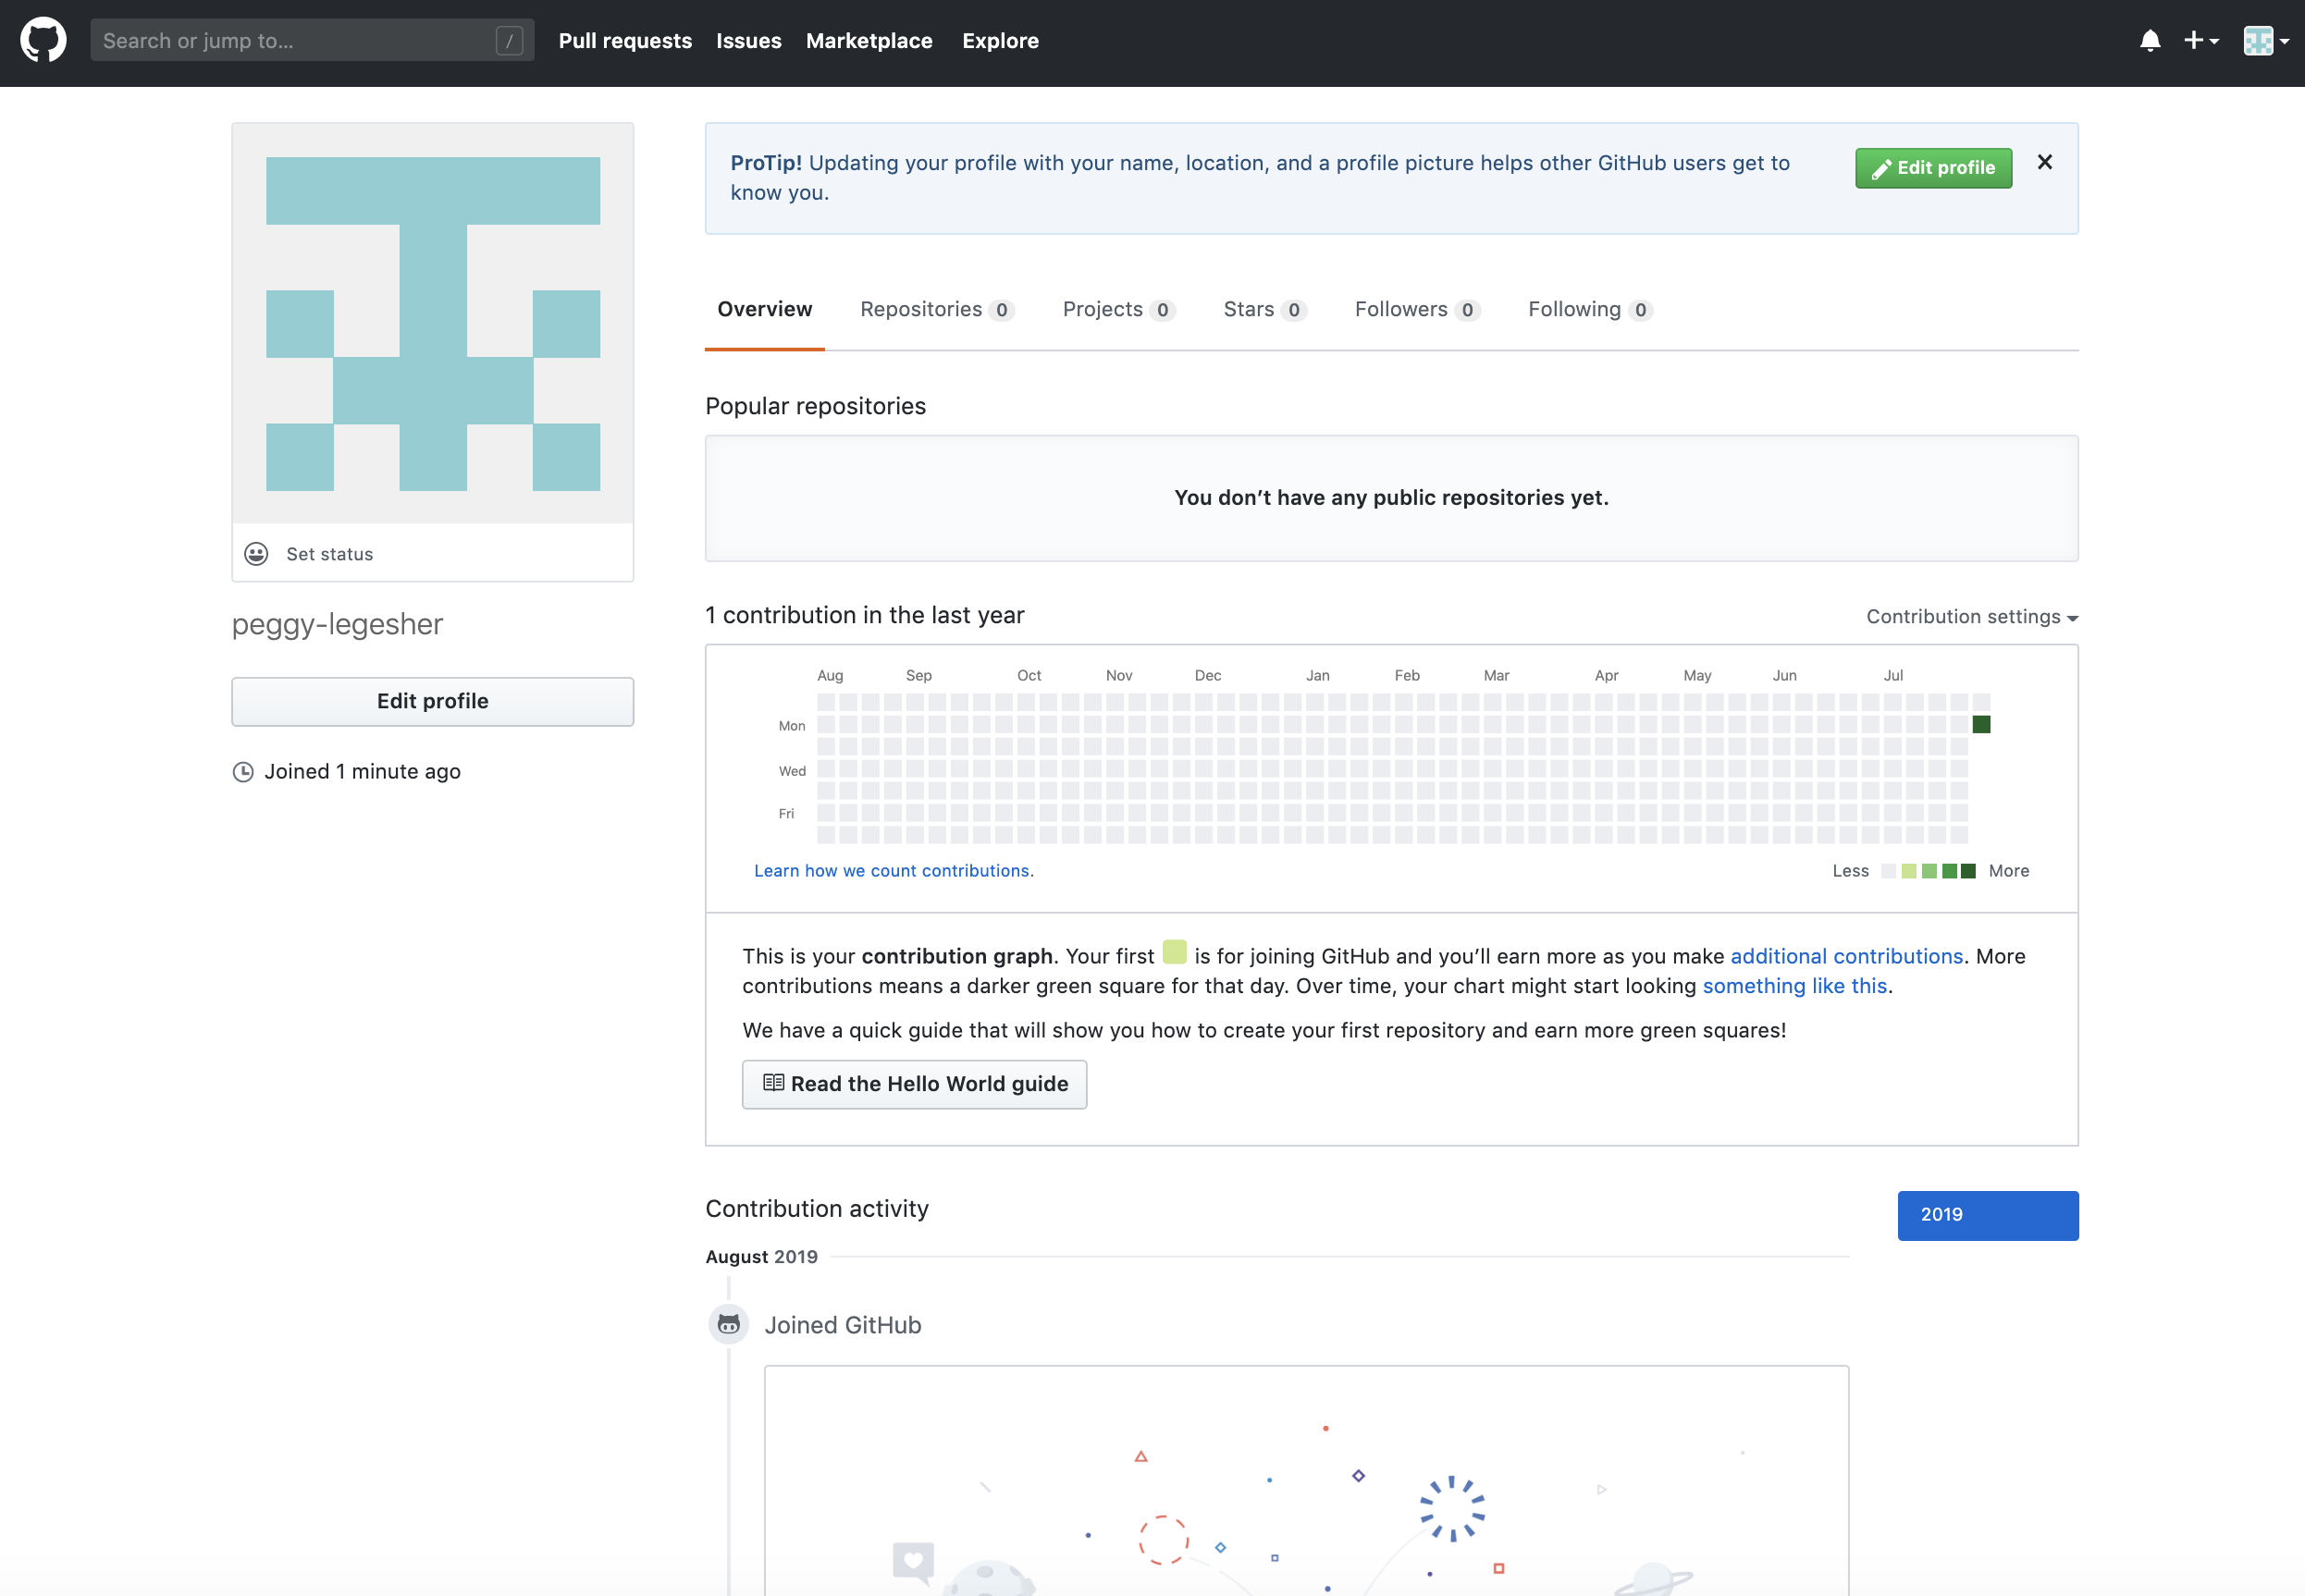 Search or jump to... /
Pull requests Issues Marketplace Explore
ProTip! Updating your profile with your name, location, and a profile picture helps other GitHub users get to
know you.
Edit profile
Overview Repositories 0 Projects 0 Stars 0 Followers 0 Following 0
Set status
peggy-legesher
Edit profile
Joined 1 minute ago
Popular repositories
You don’t have any public repositories yet.
1 contribution in the last year
Contribution settings
Aug Sep Oct Nov Dec Jan Feb Mar Apr May Jun Jul
Mon
Wed
Fri
Learn how we count contributions.
Less More
This is your contribution graph. Your first is for joining GitHub and you’ll earn more as you make additional contributions. More
contributions means a darker green square for that day. Over time, your chart might start looking something like this.
We have a quick guide that will show you how to create your first repository and earn more green squares!
Read the Hello World guide
Contribution activity
2019
August 2019
Joined GitHub